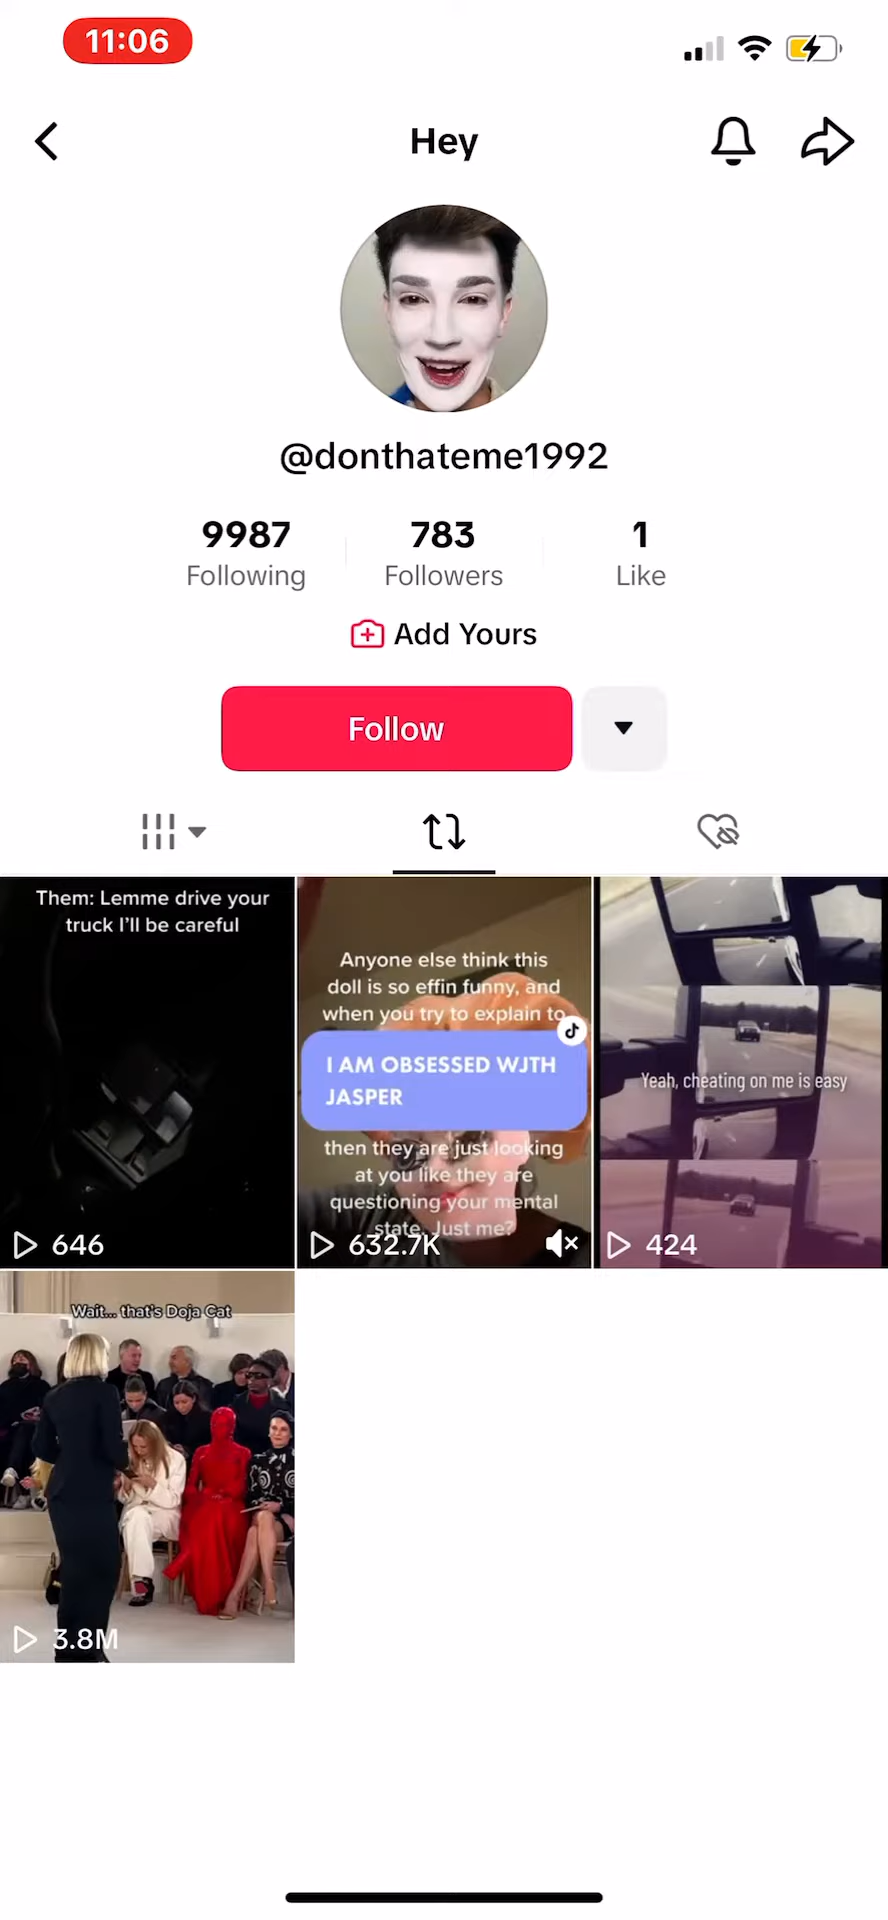 11:06
Hey
@donthateme1992
9987
783
1
Following
Followers
Like
Add Yours
Follow
Them: Lemme drive your
truck I'll be careful
646
Anyone else think this
doll is so effin funny, and
when you try to explain to
I AM OBSESSED WJTH
JASPER
then they are just looking
at you like they are
questioning your mental
state. Just me?
632.7K
Yeah, cheating on me is easy
424
Wait... that's Doja Cat
3.8M